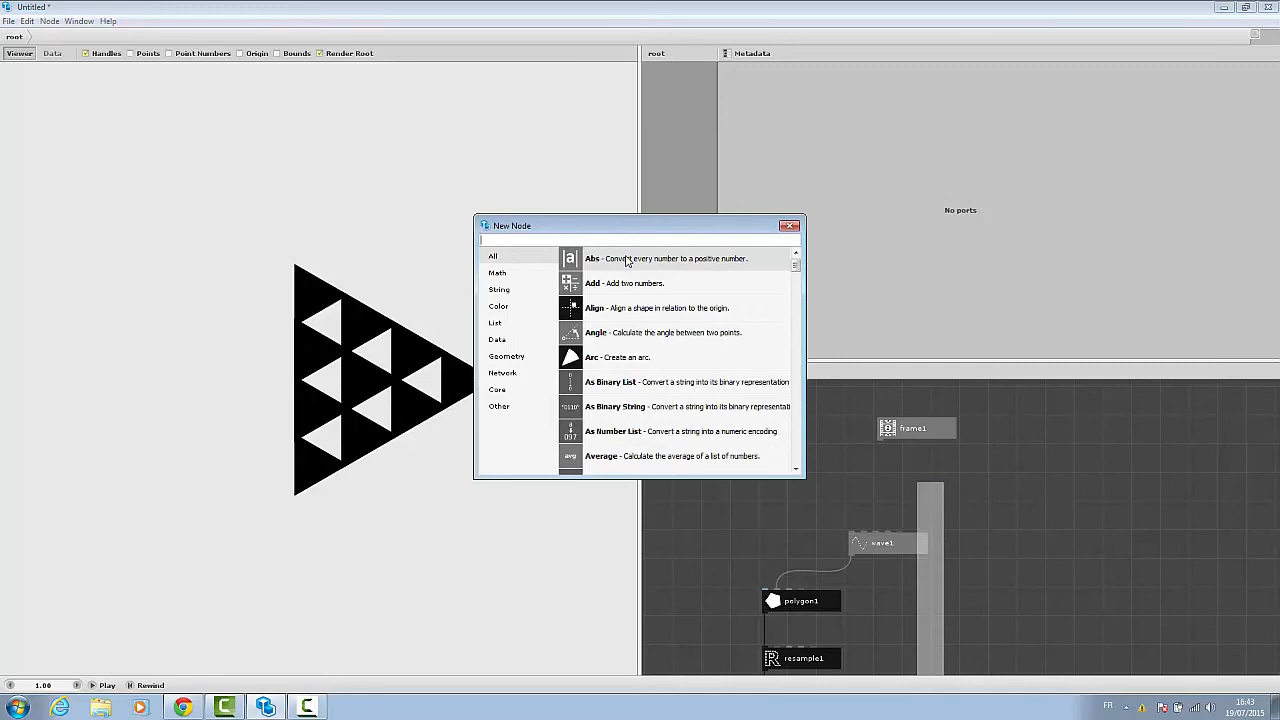 Untitled *
File Edit Node Window Help
root
Viewer Data Handles Points Point Numbers Origin Bounds Render Root
root Metadata
No ports
New Node
All
Math
String
Color
List
Data
Geometry
Network
Core
Other
|a| Abs - Convert every number to a positive number.
Add - Add two numbers.
Align - Align a shape in relation to the origin.
Angle - Calculate the angle between two points.
Arc - Create an arc.
As Binary List - Convert a string into its binary representation
"0110" As Binary String - Convert a string into its binary representati
a 097 As Number List - Convert a string into a numeric encoding
avg Average - Calculate the average of a list of numbers.
frame1
wave1
polygon1
R resample1
1.00 Play Rewind
FR
16:43
19/07/2015